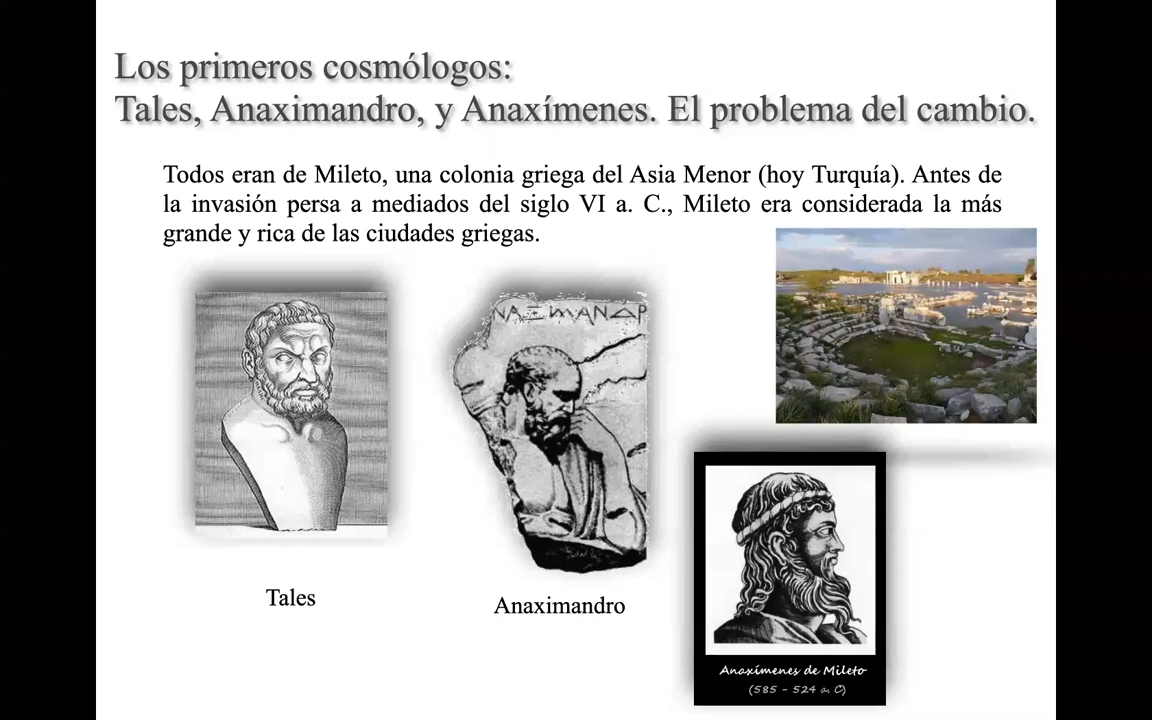 Los primeros cosmólogos:
Tales, Anaximandro, y Anaxímenes. El problema del cambio.
Todos eran de Mileto, una colonia griega del Asia Menor (hoy Turquía). Antes de
la invasión persa a mediados del siglo VI a. C., Mileto era considerada la más
grande y rica de las ciudades griegas.
ΝΑΞΙΜΑΝΔΡ
Tales
Anaximandro
Anaxímenes de Mileto
(585 - 524 a. C)